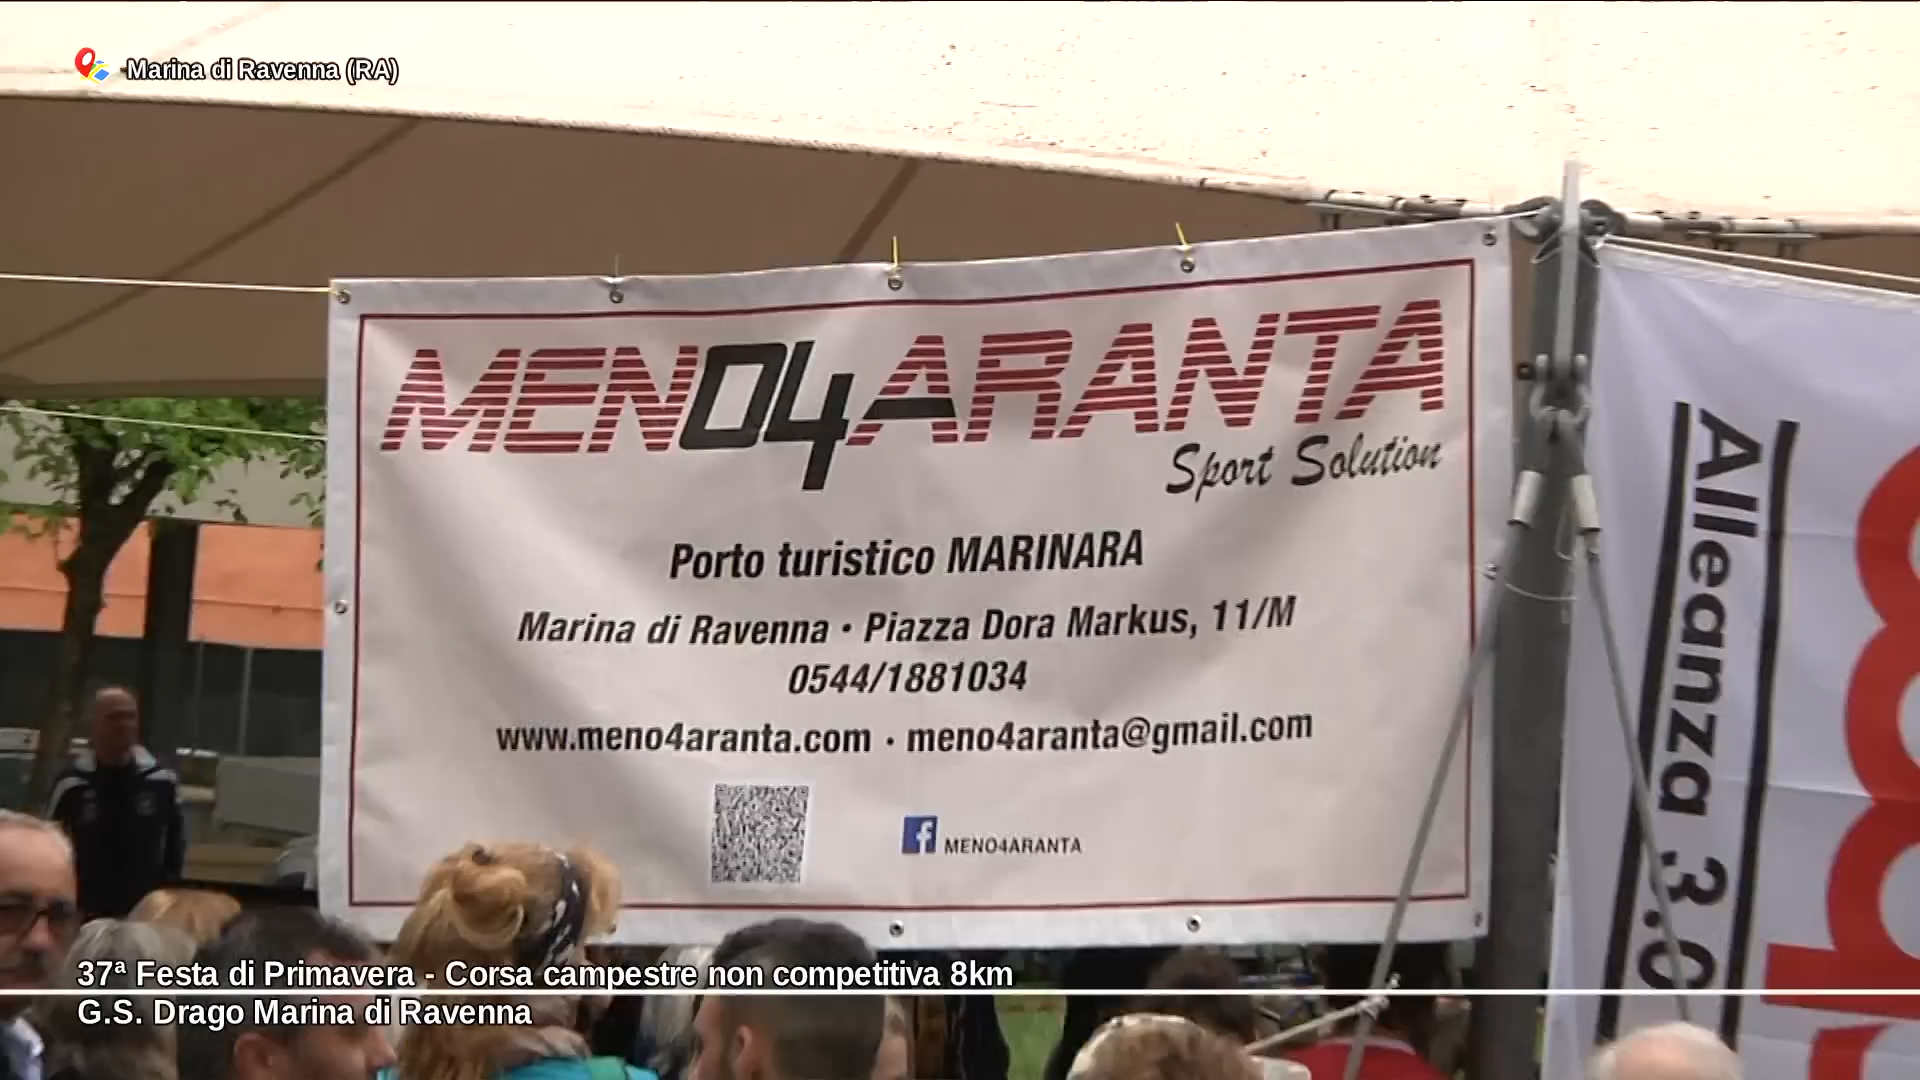 Marina di Ravenna (RA)
MENO4ARANTA
Sport Solution
Porto turistico MARINARA
Marina di Ravenna • Piazza Dora Markus, 11/M
0544/1881034
www.meno4aranta.com • meno4aranta@gmail.com
MENO4ARANTA
Alleanza 3.0
37ª Festa di Primavera - Corsa campestre non competitiva 8km
G.S. Drago Marina di Ravenna